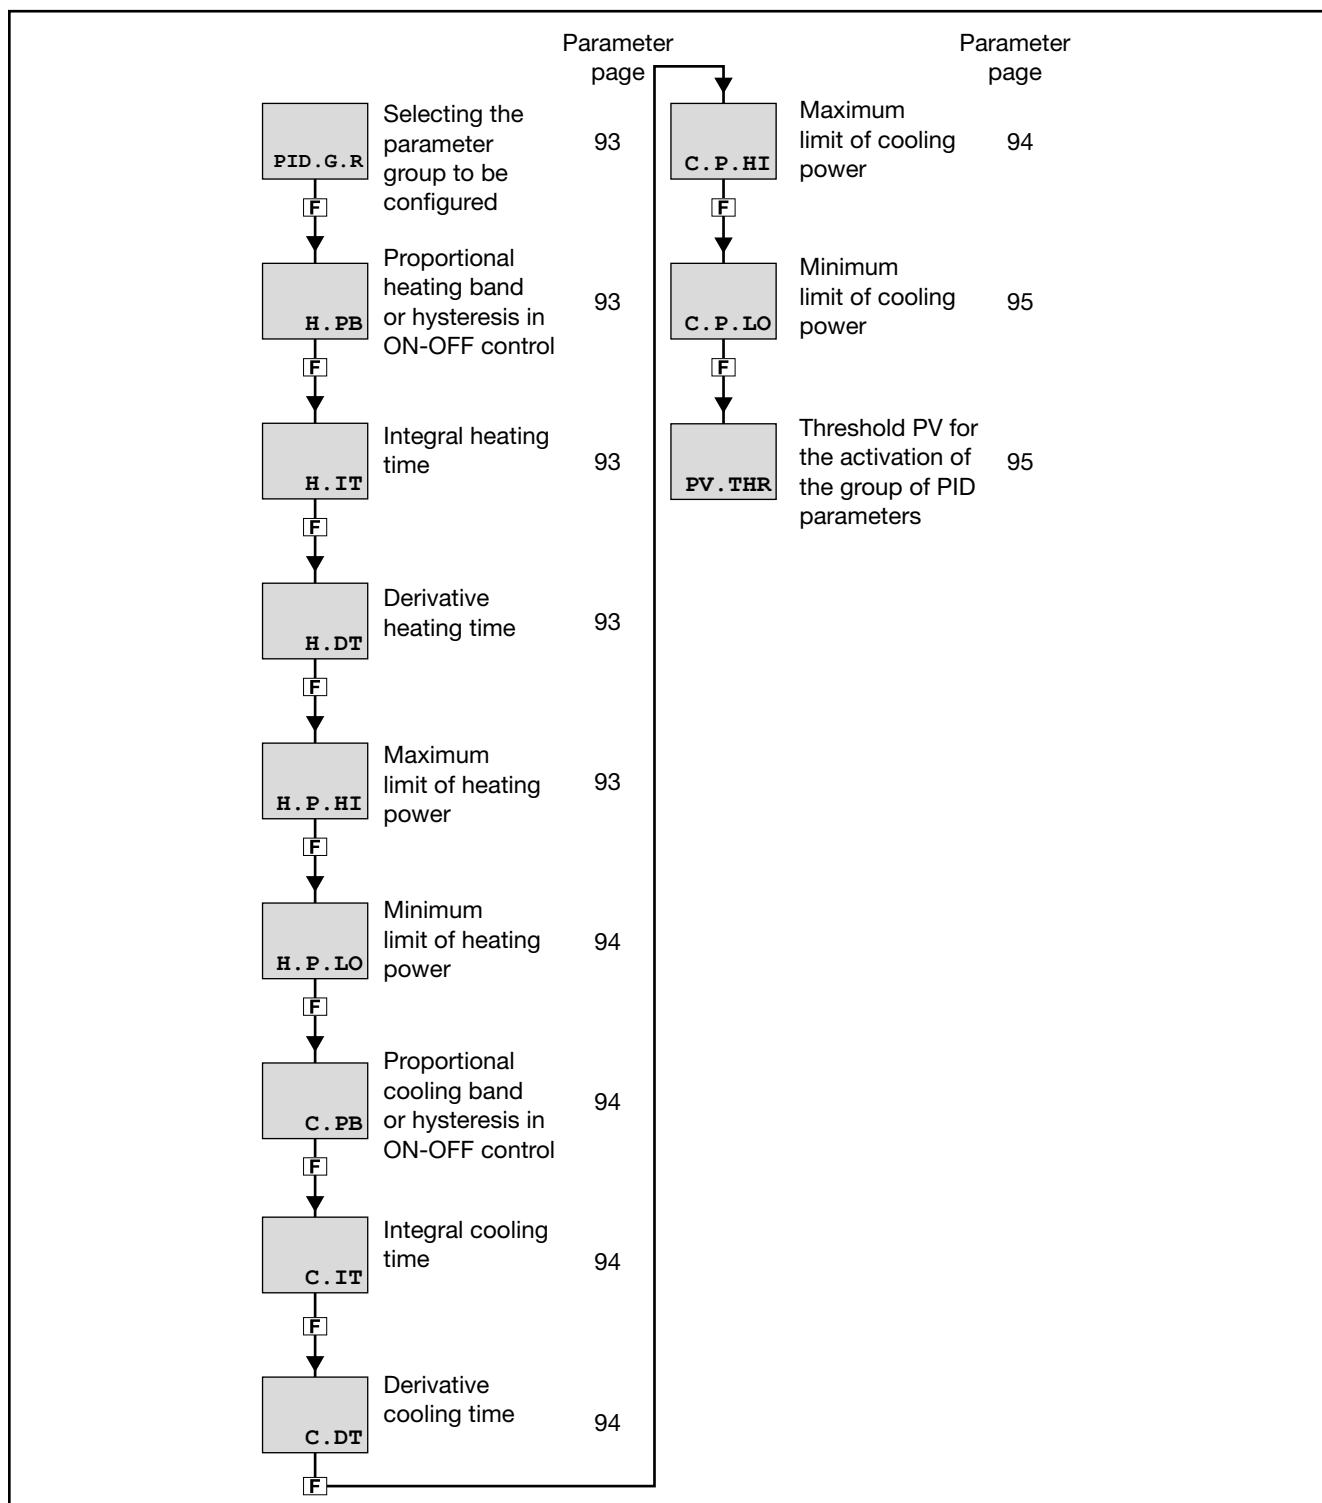 Parameter
page
PID.G.R
Selecting the
parameter
group to be
configured
93
F
H.PB
Proportional
heating band
or hysteresis in
ON-OFF control
93
F
H.IT
Integral heating
time
93
F
H.DT
Derivative
heating time
93
F
H.P.HI
Maximum
limit of heating
power
93
F
H.P.LO
Minimum
limit of heating
power
94
F
C.PB
Proportional
cooling band
or hysteresis in
ON-OFF control
94
F
C.IT
Integral cooling
time
94
F
C.DT
Derivative
cooling time
94
F
Parameter
page
C.P.HI
Maximum
limit of cooling
power
94
F
C.P.LO
Minimum
limit of cooling
power
95
F
PV.THR
Threshold PV for
the activation of
the group of PID
parameters
95